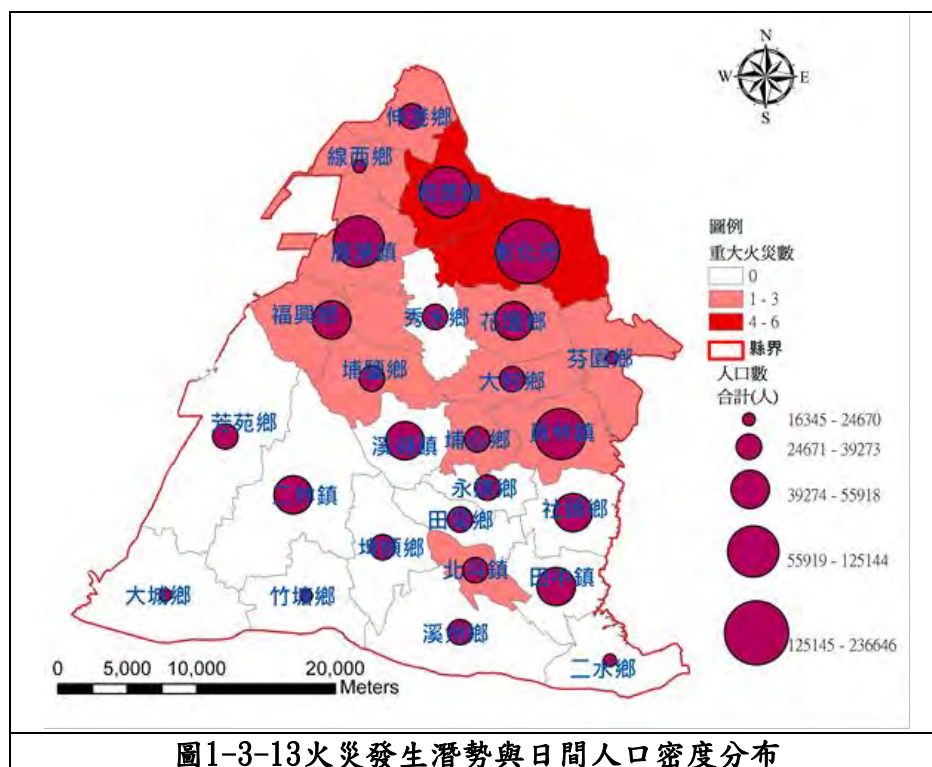 N
W E
S
伸港鄉
線西鄉
和美鎮
鹿港鎮
彰化市
福興鄉
秀水鄉
花壇鄉
芬園鄉
埔鹽鄉
大村鄉
芳苑鄉
溪湖鎮
埔心鄉
員林鎮
二林鎮
永靖鄉
社頭鄉
田尾鄉
埤頭鄉
北斗鎮
田中鎮
大城鄉
竹塘鄉
溪州鄉
二水鄉
圖例
重大火災數
0
1 - 3
4 - 6
縣界
人口數
合計(人)
16345 - 24670
24671 - 39273
39274 - 55918
55919 - 125144
125145 - 236646
0 5,000 10,000 20,000
Meters
圖1-3-13火災發生潛勢與日間人口密度分布